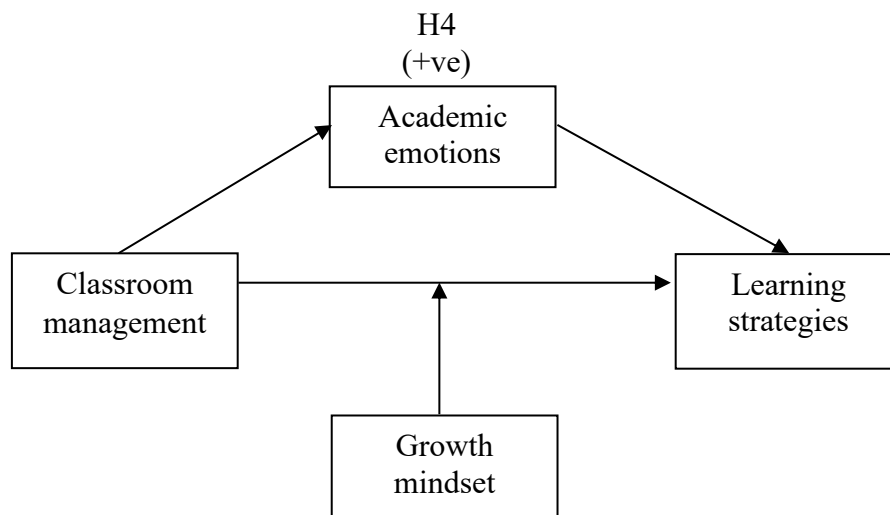 H4
(+ve)
Academic
emotions
Classroom
management
Learning
strategies
Growth
mindset